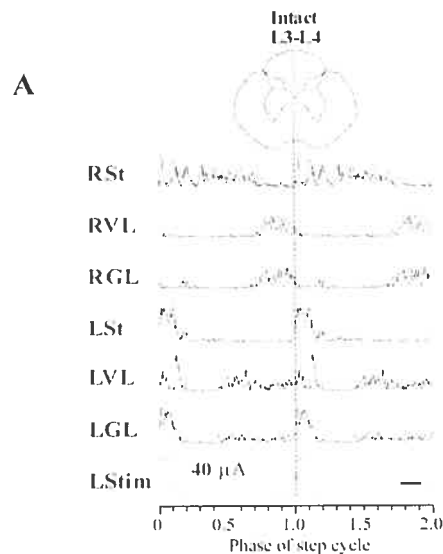 Intact
L3-L4
A
RSt
RVL
RGL
LSt
LVL
LGL
LStim
40 μA
0 0.5 1.0 1.5 2.0
Phase of step cycle